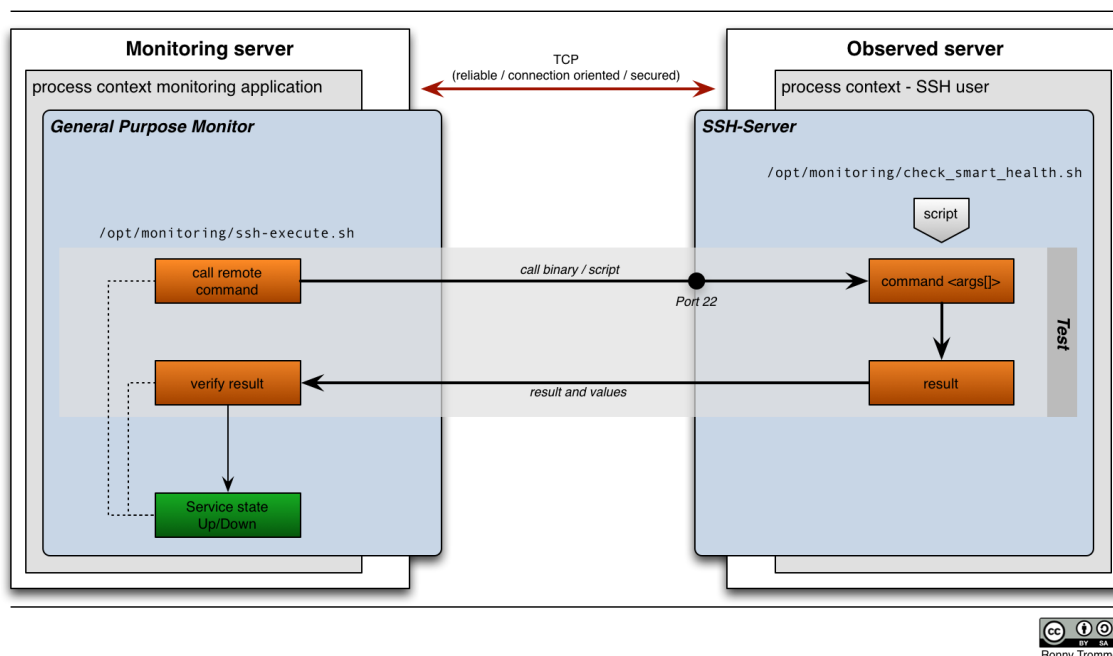 Monitoring server
Observed server
TCP
(reliable / connection oriented / secured)
process context monitoring application
process context - SSH user
General Purpose Monitor
SSH-Server
/opt/monitoring/check_smart_health.sh
script
/opt/monitoring/ssh-execute.sh
call remote
command
call binary / script
Port 22
command <args[]>
Test
verify result
result and values
result
Service state
Up/Down
cc
BY SA
Ronny Tromm